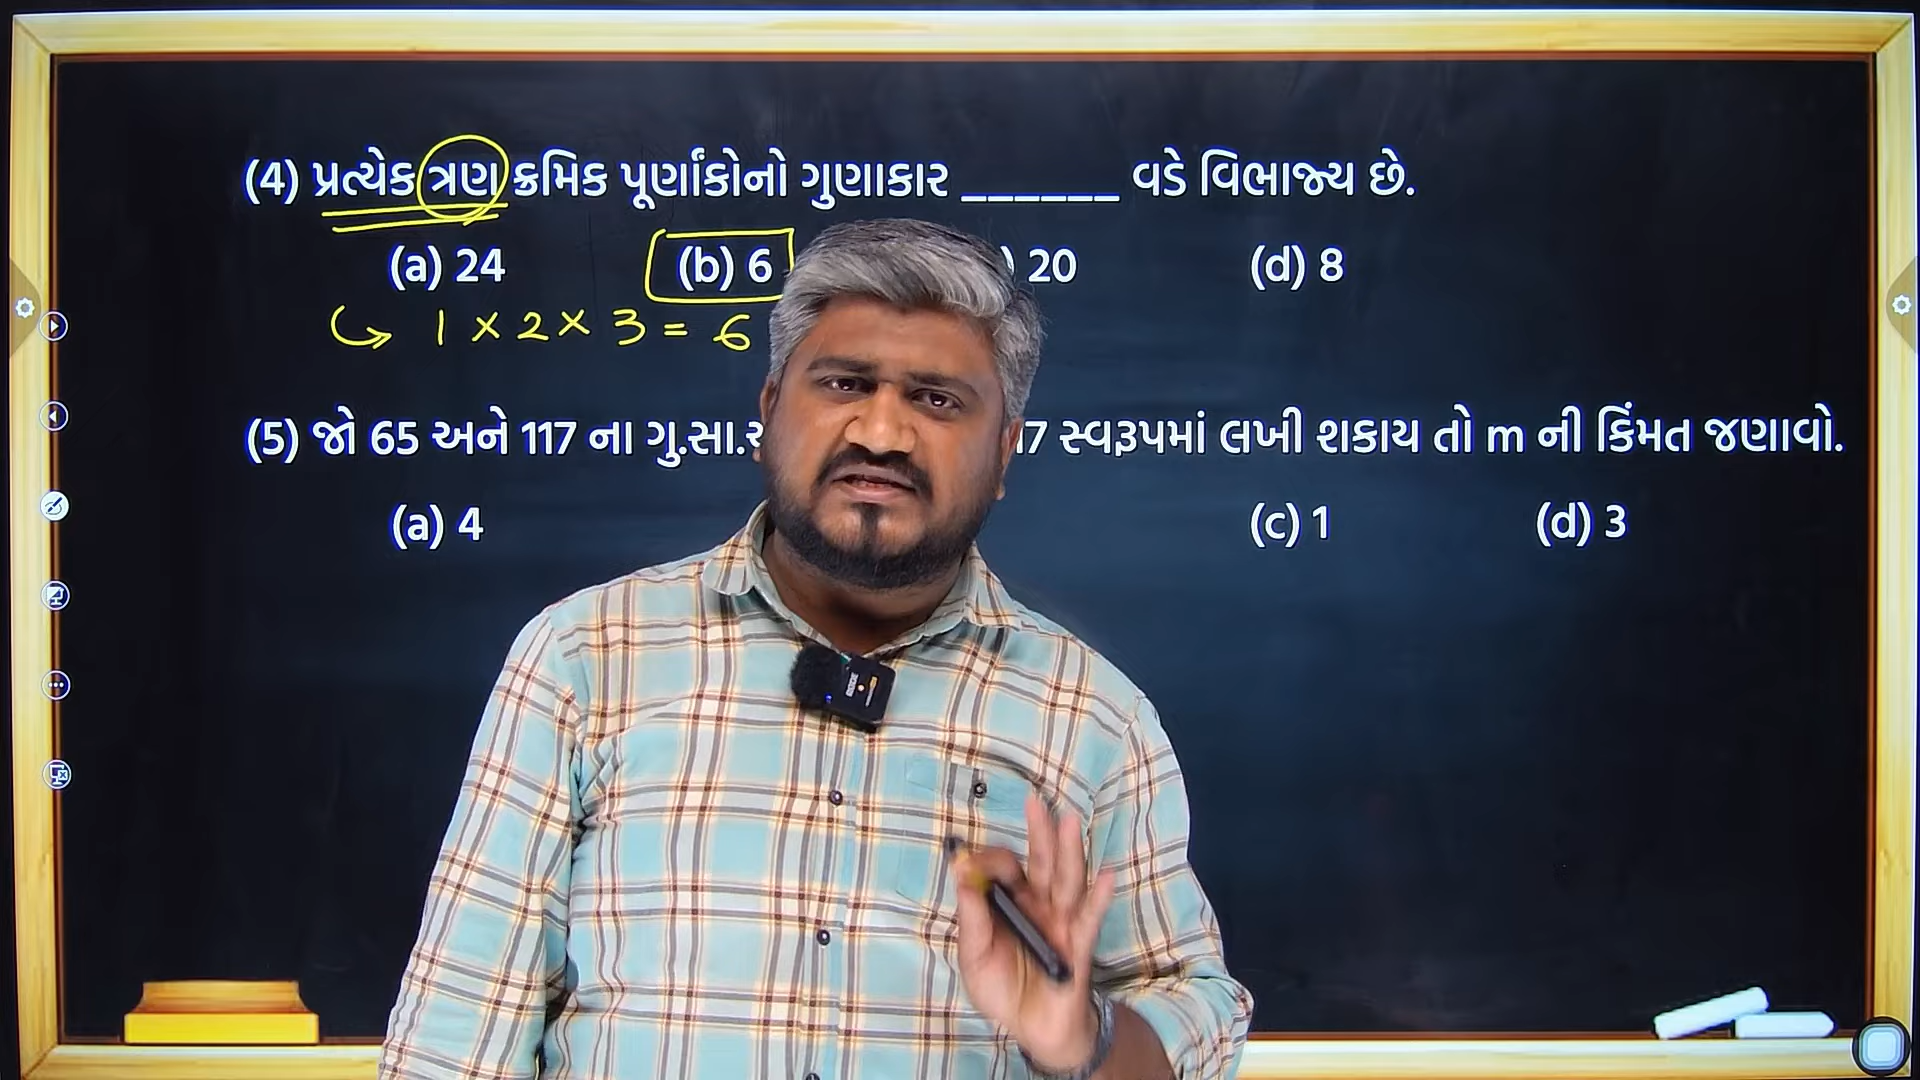 (4) પ્રત્યેક ત્રણ ક્રમિક પૂર્ણાંકોનો ગુણાકાર ______ વડે વિભાજ્ય છે.
(a) 24 (b) 6 ) 20 (d) 8
1 × 2 × 3 = 6
(5) જો 65 અને 117 ના ગુ.સા. 17 સ્વરૂપમાં લખી શકાય તો m ની કિંમત જણાવો.
(a) 4 (c) 1 (d) 3